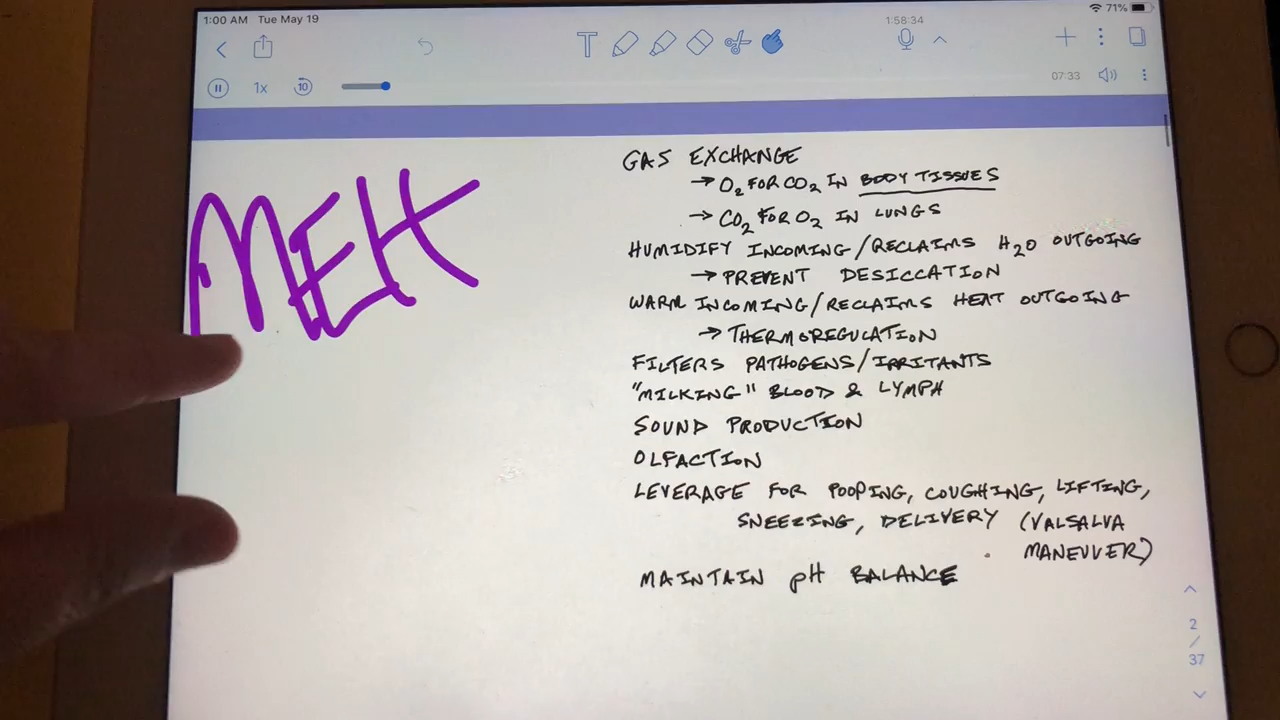 1:00 AM Tue May 19
71%
1:58:34
T
1x
10
07:33
MEH
GAS EXCHANGE
→ O₂ FOR CO₂ IN BODY TISSUES
→ CO₂ FOR O₂ IN LUNGS
HUMIDIFY INCOMING/RECLAIMS H₂O OUTGOING
→ PREVENT DESICCATION
WARM INCOMING/RECLAIMS HEAT OUTGOING
→ THERMOREGULATION
FILTERS PATHOGENS/IRRITANTS
"MILKING" BLOOD & LYMPH
SOUND PRODUCTION
OLFACTION
LEVERAGE FOR POOPING, COUGHING, LIFTING,
SNEEZING, DELIVERY (VALSALVA
MANEUVER)
MAINTAIN pH BALANCE
2
/
37